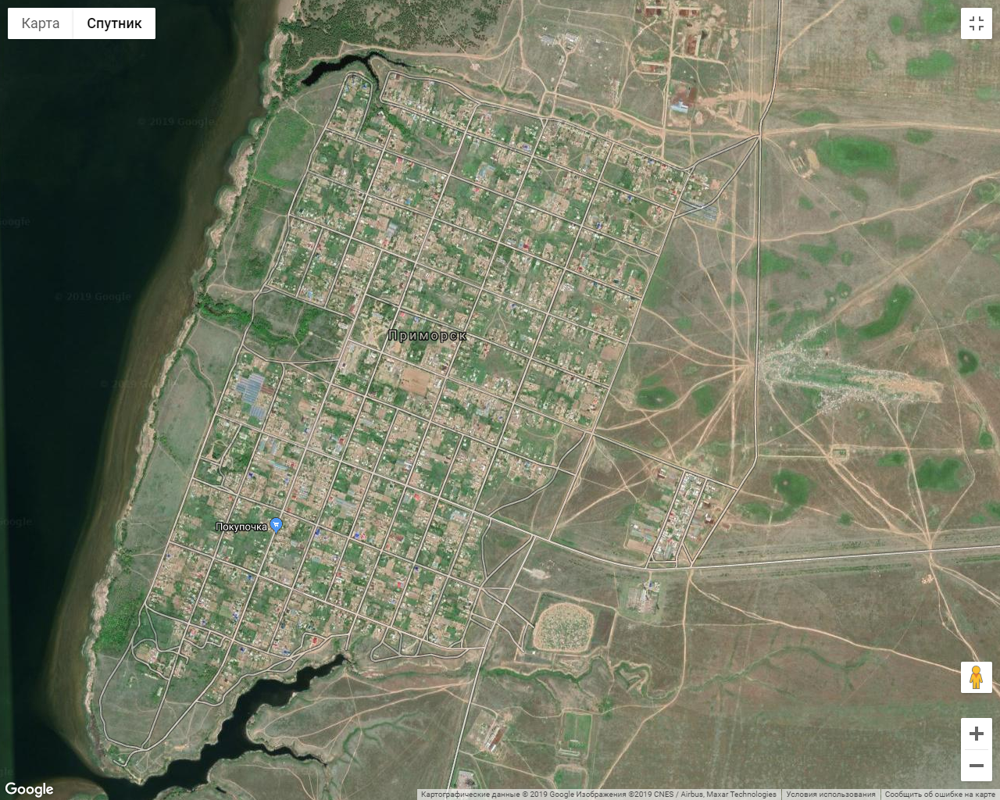 Карта Спутник
© 2019 Google
© 2019 Google
Приморск
Покупочка
Google
Картографические данные © 2019 Google Изображения ©2019 CNES / Airbus, Maxar Technologies
Условия использования
Сообщить об ошибке на карте